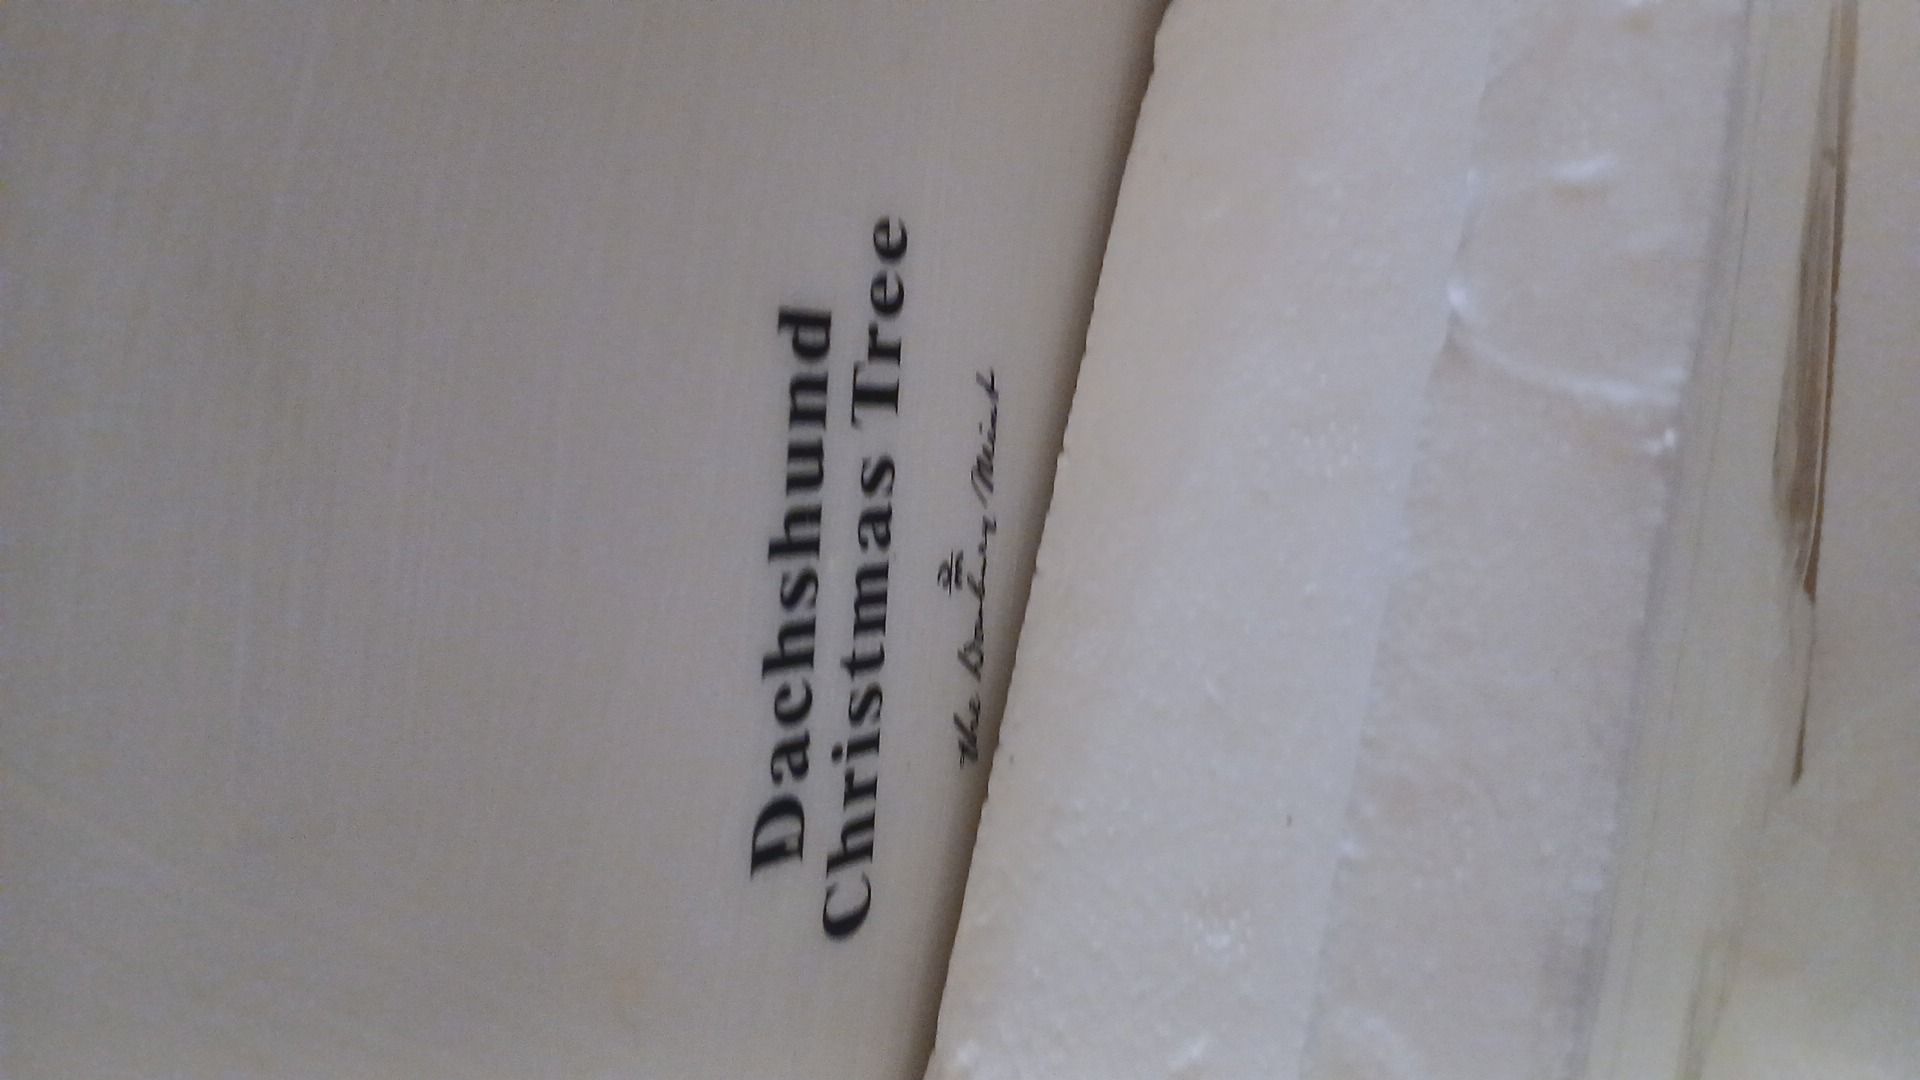 Dachshund
Christmas Tree
The Danbury Mint